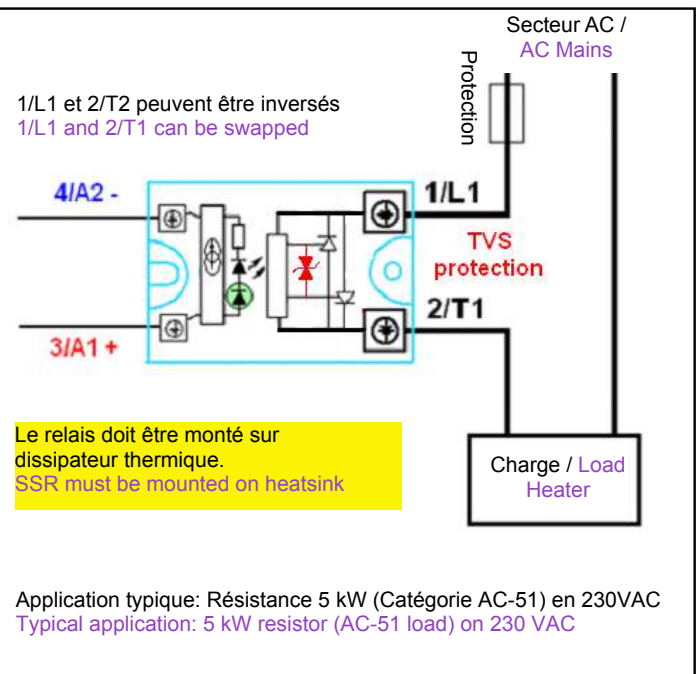 Secteur AC /
AC Mains
Protection
1/L1 et 2/T2 peuvent être inversés
1/L1 and 2/T1 can be swapped
4/A2 -
1/L1
TVS
protection
2/T1
3/A1 +
Le relais doit être monté sur
dissipateur thermique.
SSR must be mounted on heatsink
Charge / Load
Heater
Application typique: Résistance 5 kW (Catégorie AC-51) en 230VAC
Typical application: 5 kW resistor (AC-51 load) on 230 VAC